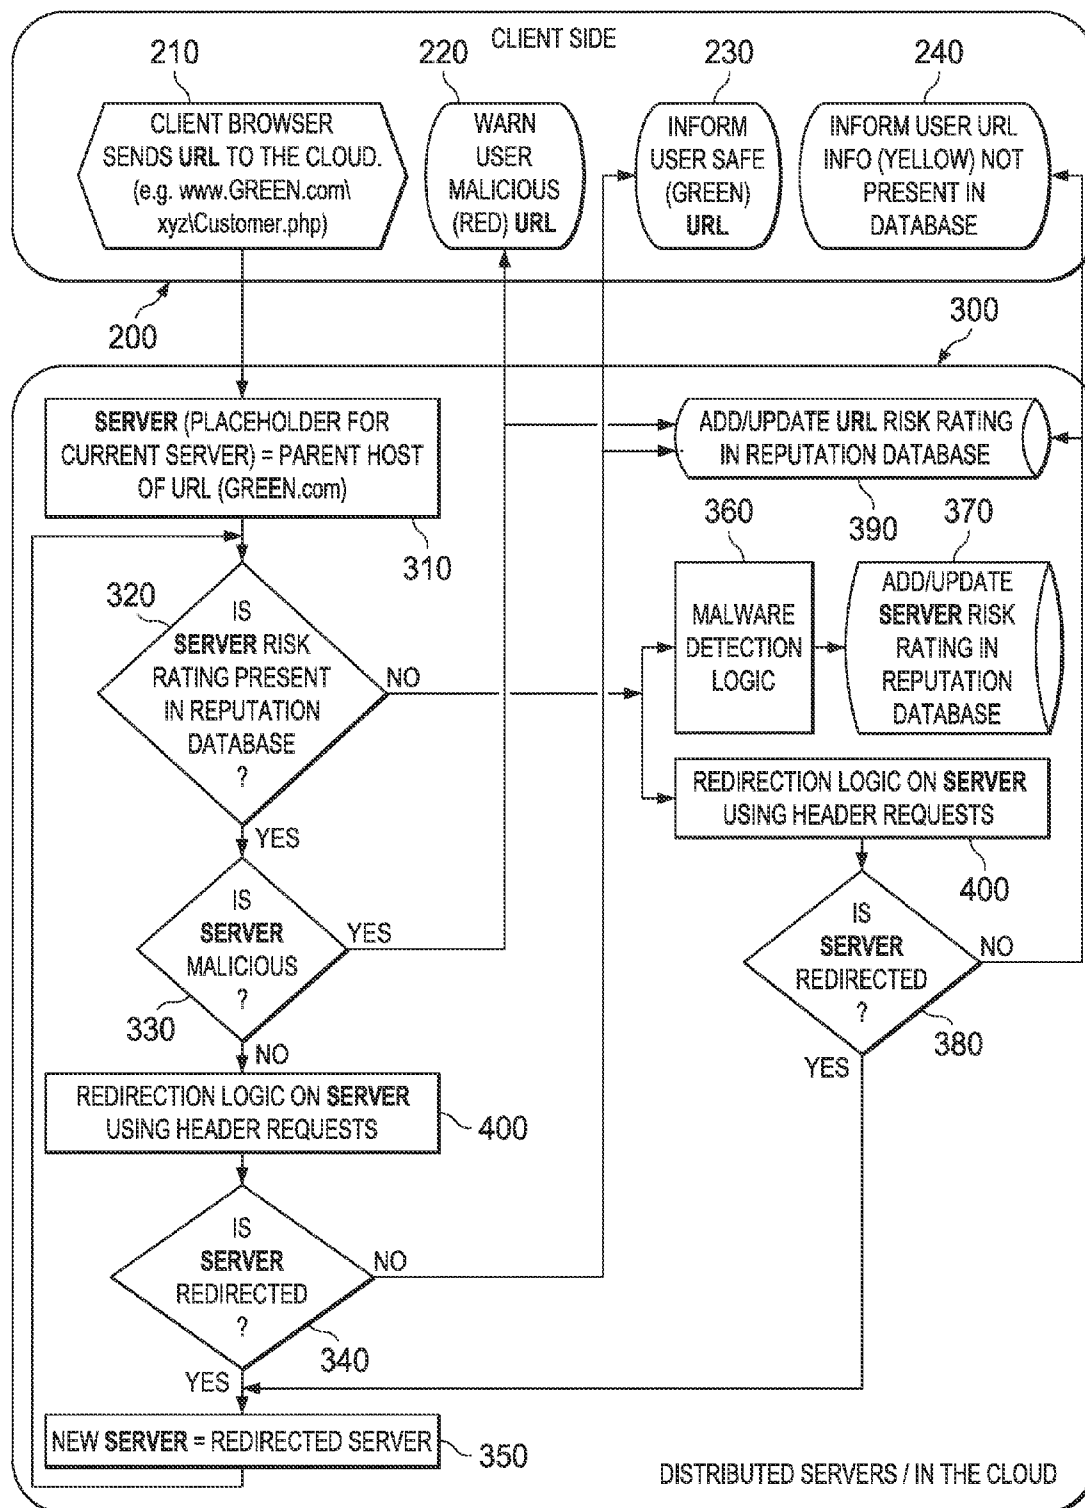 CLIENT SIDE
210
220
230
240
CLIENT BROWSER
SENDS URL TO THE CLOUD.
(e.g. www.GREEN.com\
xyz\Customer.php)
WARN
USER
MALICIOUS
(RED) URL
INFORM
USER SAFE
(GREEN)
URL
INFORM USER URL
INFO (YELLOW) NOT
PRESENT IN
DATABASE
200
300
SERVER (PLACEHOLDER FOR
CURRENT SERVER) = PARENT HOST
OF URL (GREEN.com)
310
ADD/UPDATE URL RISK RATING
IN REPUTATION DATABASE
390
320
IS
SERVER RISK
RATING PRESENT
IN REPUTATION
DATABASE
?
NO
YES
360
MALWARE
DETECTION
LOGIC
370
ADD/UPDATE
SERVER RISK
RATING IN
REPUTATION
DATABASE
REDIRECTION LOGIC ON SERVER
USING HEADER REQUESTS
400
IS
SERVER
MALICIOUS
?
YES
330
NO
IS
SERVER
REDIRECTED
?
NO
380
YES
REDIRECTION LOGIC ON SERVER
USING HEADER REQUESTS
400
IS
SERVER
REDIRECTED
?
NO
340
YES
NEW SERVER = REDIRECTED SERVER
350
DISTRIBUTED SERVERS / IN THE CLOUD